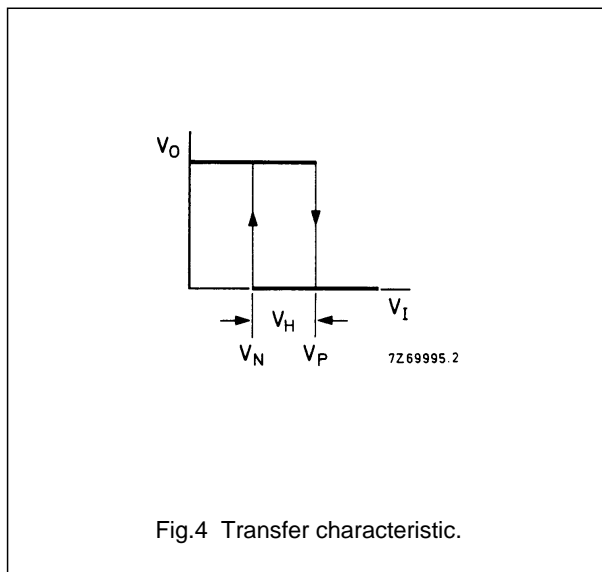 V_O
V_I
V_H
V_N V_P
7Z69995.2
Fig.4 Transfer characteristic.